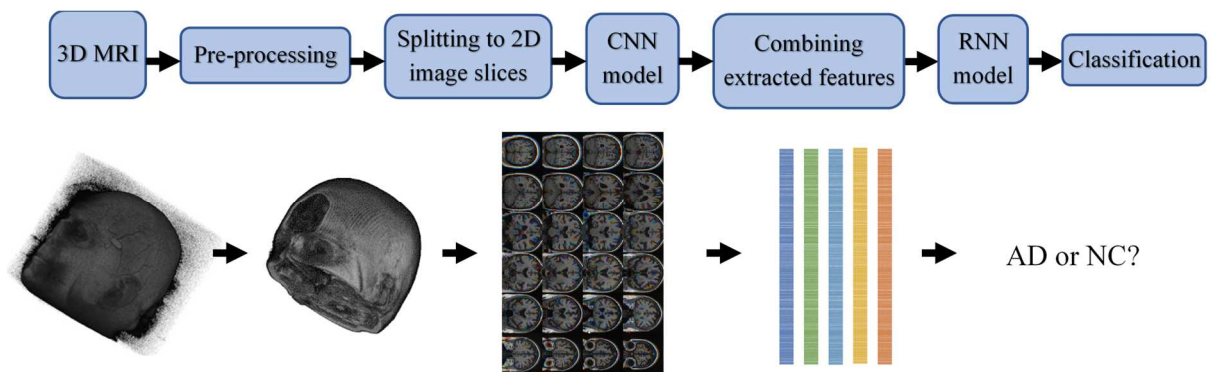 3D MRI
Pre-processing
Splitting to 2D
image slices
CNN
model
Combining
extracted features
RNN
model
Classification
AD or NC?